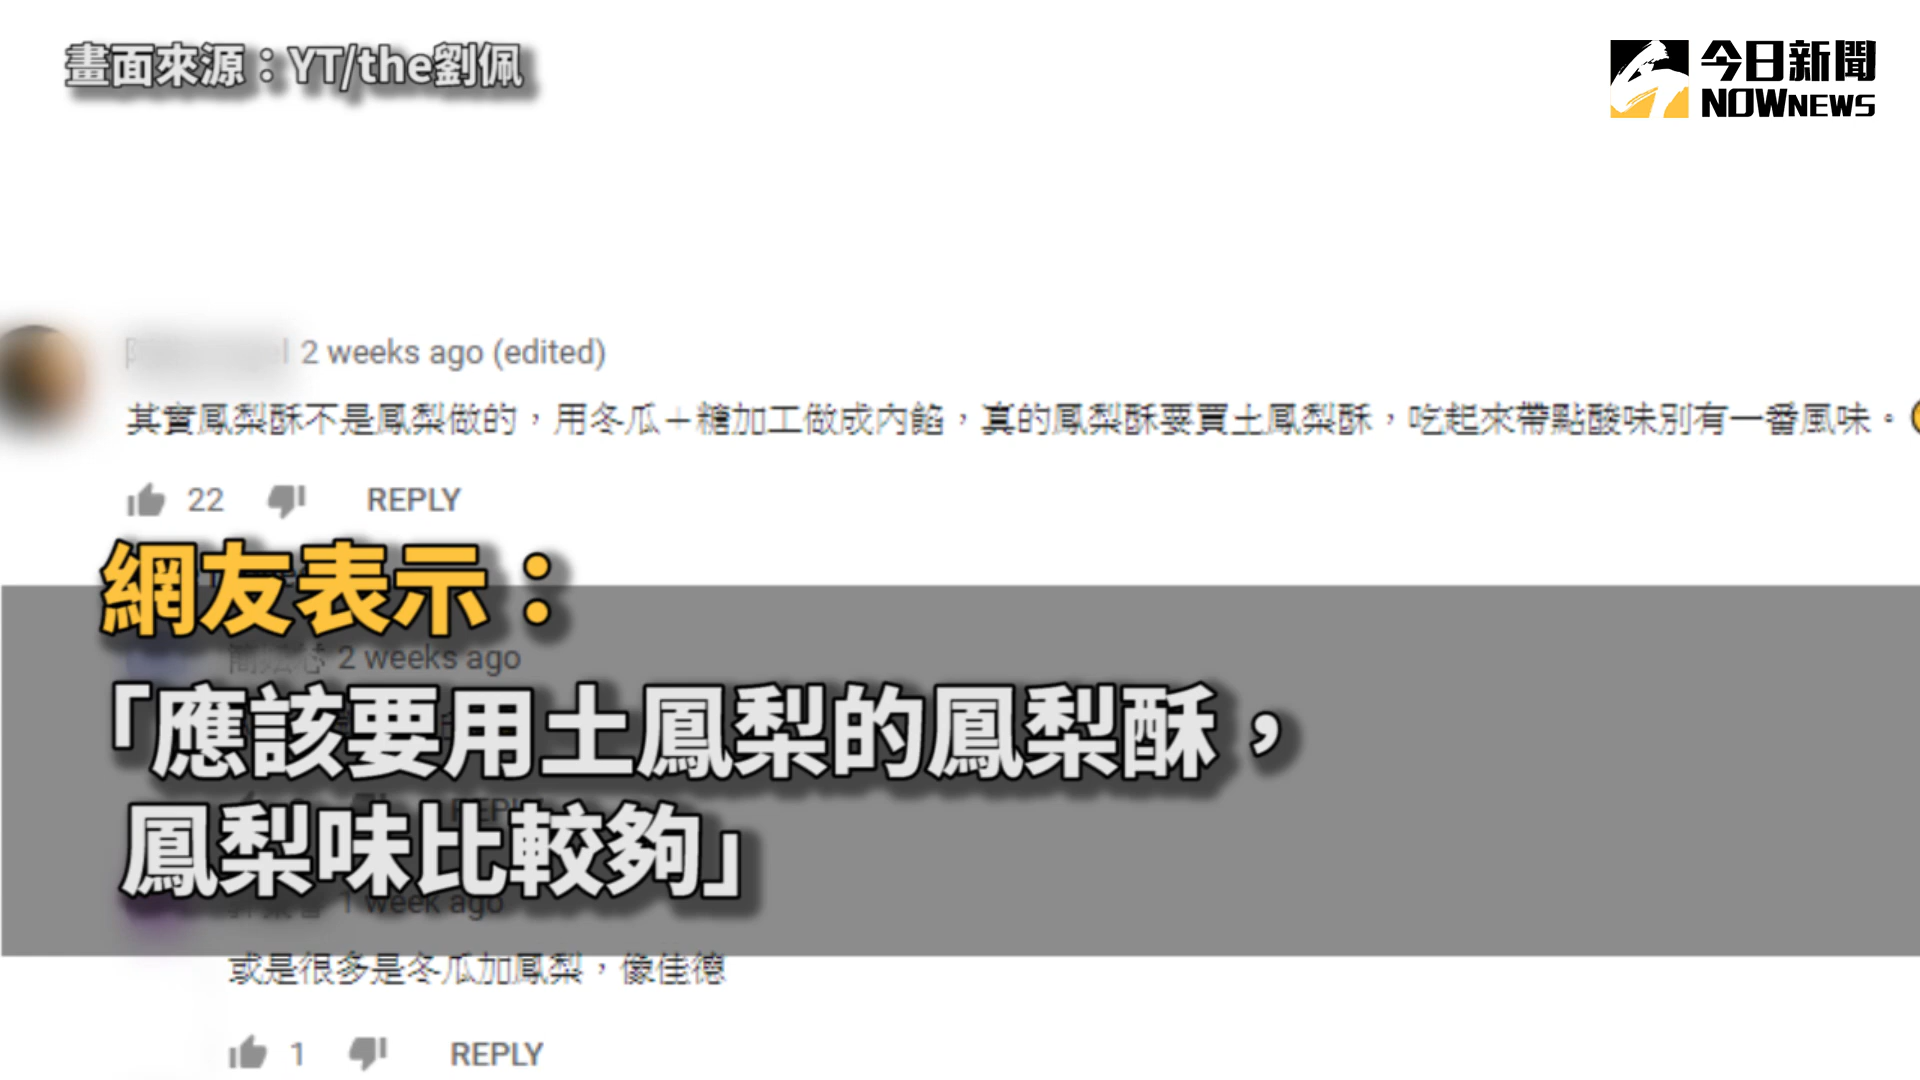 畫面來源：YT/the劉佩
今日新聞
NOWNEWS
2 weeks ago (edited)
其實鳳梨酥不是鳳梨做的，用冬瓜＋糖加工做成內餡，真的鳳梨酥要買土鳳梨酥，吃起來帶點酸味別有一番風味。
22 REPLY
網友表示：
2 weeks ago
「應該要用土鳳梨的鳳梨酥，
REPLY
鳳梨味比較夠」
1 week ago
或是很多是冬瓜加鳳梨，像佳德
1 REPLY